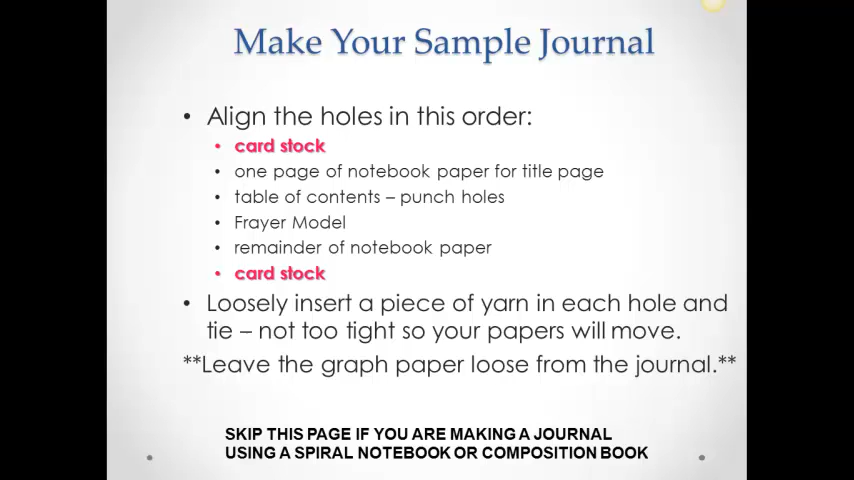 Make Your Sample Journal
• Align the holes in this order:
• card stock
• one page of notebook paper for title page
• table of contents – punch holes
• Frayer Model
• remainder of notebook paper
• card stock
• Loosely insert a piece of yarn in each hole and
tie – not too tight so your papers will move.
**Leave the graph paper loose from the journal.**
SKIP THIS PAGE IF YOU ARE MAKING A JOURNAL
USING A SPIRAL NOTEBOOK OR COMPOSITION BOOK